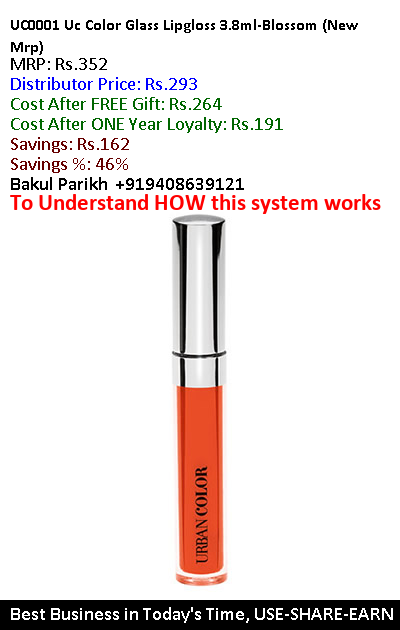 UC0001 Uc Color Glass Lipgloss 3.8ml-Blossom (New
Mrp)
MRP: Rs.352
Distributor Price: Rs.293
Cost After FREE Gift: Rs.264
Cost After ONE Year Loyalty: Rs.191
Savings: Rs.162
Savings %: 46%
Bakul Parikh +919408639121
To Understand HOW this system works
URBAN COLOR
Best Business in Today's Time, USE-SHARE-EARN